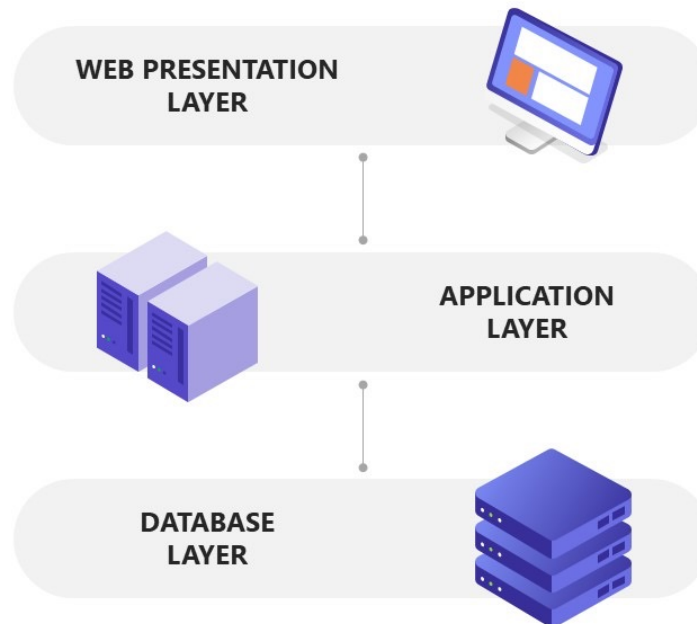 WEB PRESENTATION
LAYER
APPLICATION
LAYER
DATABASE
LAYER